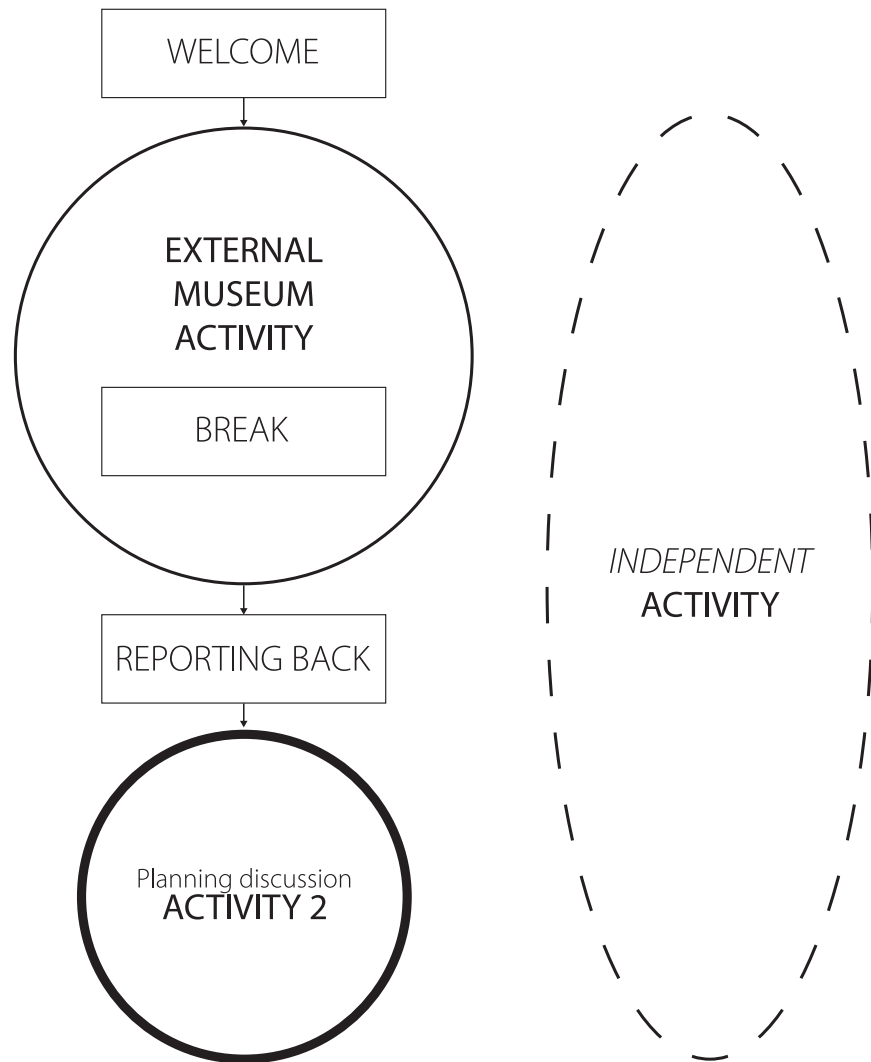 WELCOME
EXTERNAL
MUSEUM
ACTIVITY
BREAK
REPORTING BACK
Planning discussion
ACTIVITY 2
INDEPENDENT
ACTIVITY